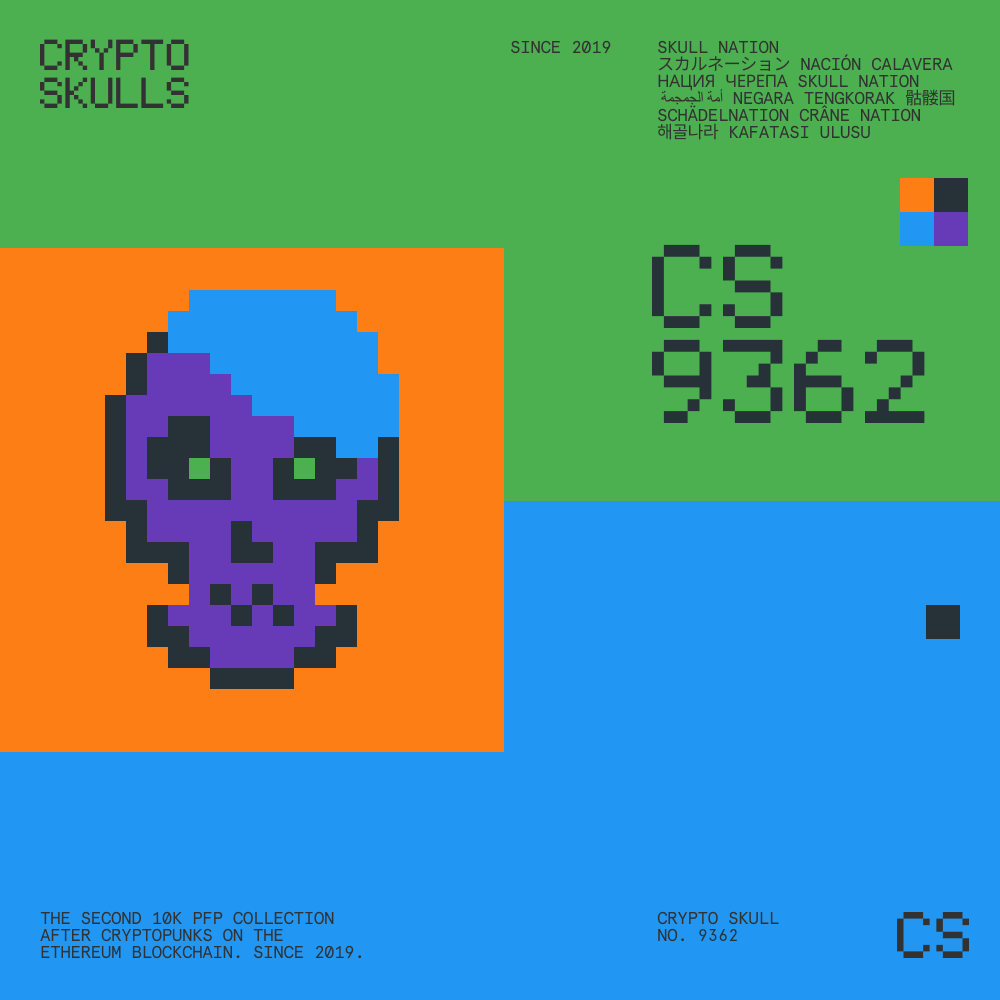 CRYPTO
SKULLS
SINCE 2019
SKULL NATION
スカルネーション NACIÓN CALAVERA
НАЦИЯ ЧЕРЕПА SKULL NATION
أمة الجمجمة NEGARA TENGKORAK 骷髅国
SCHÄDELNATION CRÂNE NATION
해골나라 KAFATASI ULUSU
CS
9362
THE SECOND 10K PFP COLLECTION
AFTER CRYPTOPUNKS ON THE
ETHEREUM BLOCKCHAIN. SINCE 2019.
CRYPTO SKULL
NO. 9362
CS